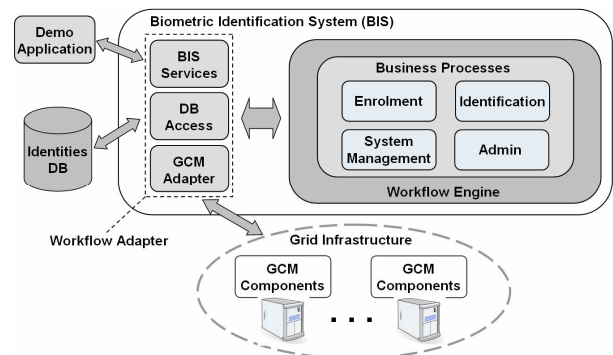 Biometric Identification System (BIS)
Demo
Application
BIS
Services
DB
Access
GCM
Adapter
Identities
DB
Workflow Adapter
Business Processes
Enrolment
Identification
System
Management
Admin
Workflow Engine
Grid Infrastructure
GCM
Components
. . .
GCM
Components